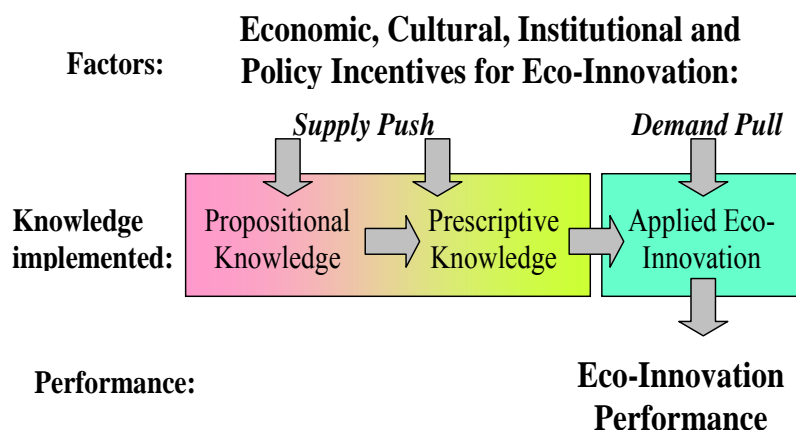 Economic, Cultural, Institutional and
Factors: Policy Incentives for Eco-Innovation:
Supply Push Demand Pull
Knowledge Propositional Prescriptive Applied Eco-
implemented: Knowledge Knowledge Innovation
Performance: Eco-Innovation
Performance